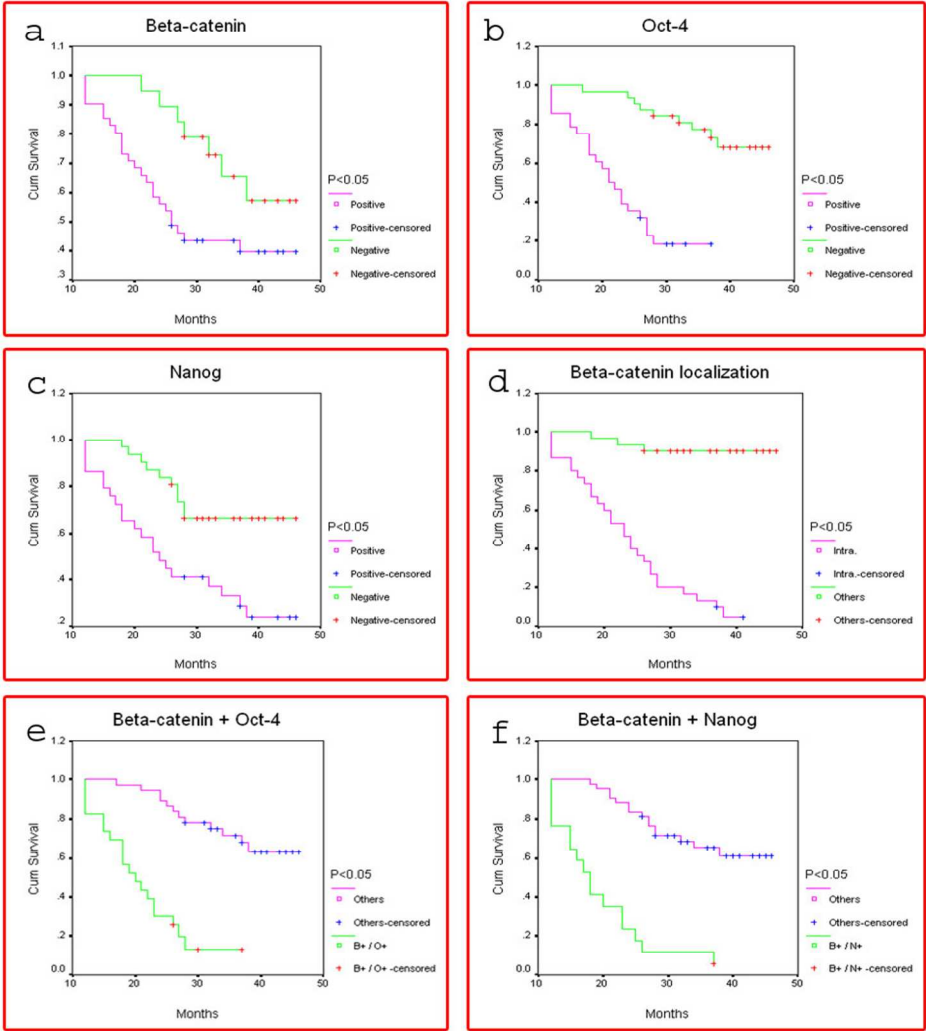 a
Beta-catenin
1.1
1.0
.9
.8
.7
.6
.5
.4
.3
Cum Survival
10 20 30 40 50
Months
P<0.05
Positive
Positive-censored
Negative
Negative-censored
b
Oct-4
1.2
1.0
.8
.6
.4
.2
0.0
Cum Survival
10 20 30 40 50
Months
P<0.05
Positive
Positive-censored
Negative
Negative-censored
c
Nanog
1.2
1.0
.8
.6
.4
.2
Cum Survival
10 20 30 40 50
Months
P<0.05
Positive
Positive-censored
Negative
Negative-censored
d
Beta-catenin localization
1.2
1.0
.8
.6
.4
.2
0.0
Cum Survival
10 20 30 40 50
Months
P<0.05
Intra.
Intra.-censored
Others
Others-censored
e
Beta-catenin + Oct-4
1.2
1.0
.8
.6
.4
.2
0.0
Cum Survival
10 20 30 40 50
Months
P<0.05
Others
Others-censored
B+ / O+
B+ / O+ -censored
f
Beta-catenin + Nanog
1.2
1.0
.8
.6
.4
.2
0.0
Cum Survival
10 20 30 40 50
Months
P<0.05
Others
Others-censored
B+ / N+
B+ / N+ -censored